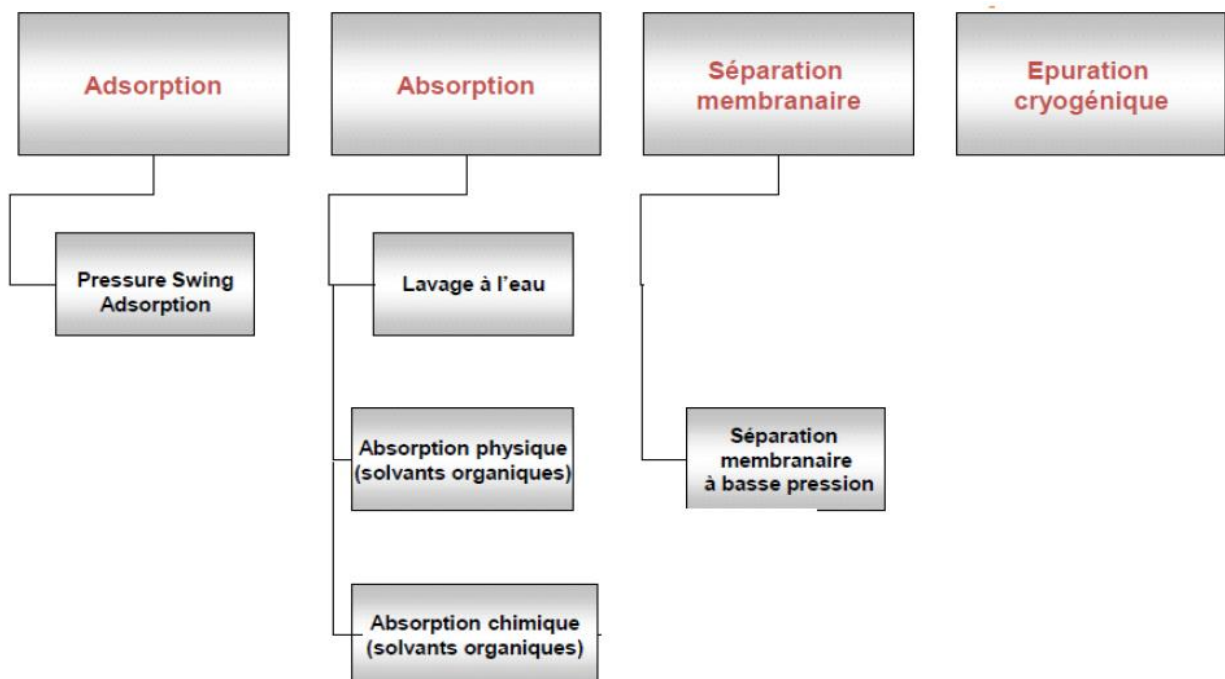 Adsorption
Absorption
Séparation
membranaire
Epuration
cryogénique
Pressure Swing
Adsorption
Lavage à l'eau
Absorption physique
(solvants organiques)
Séparation
membranaire
à basse pression
Absorption chimique
(solvants organiques)